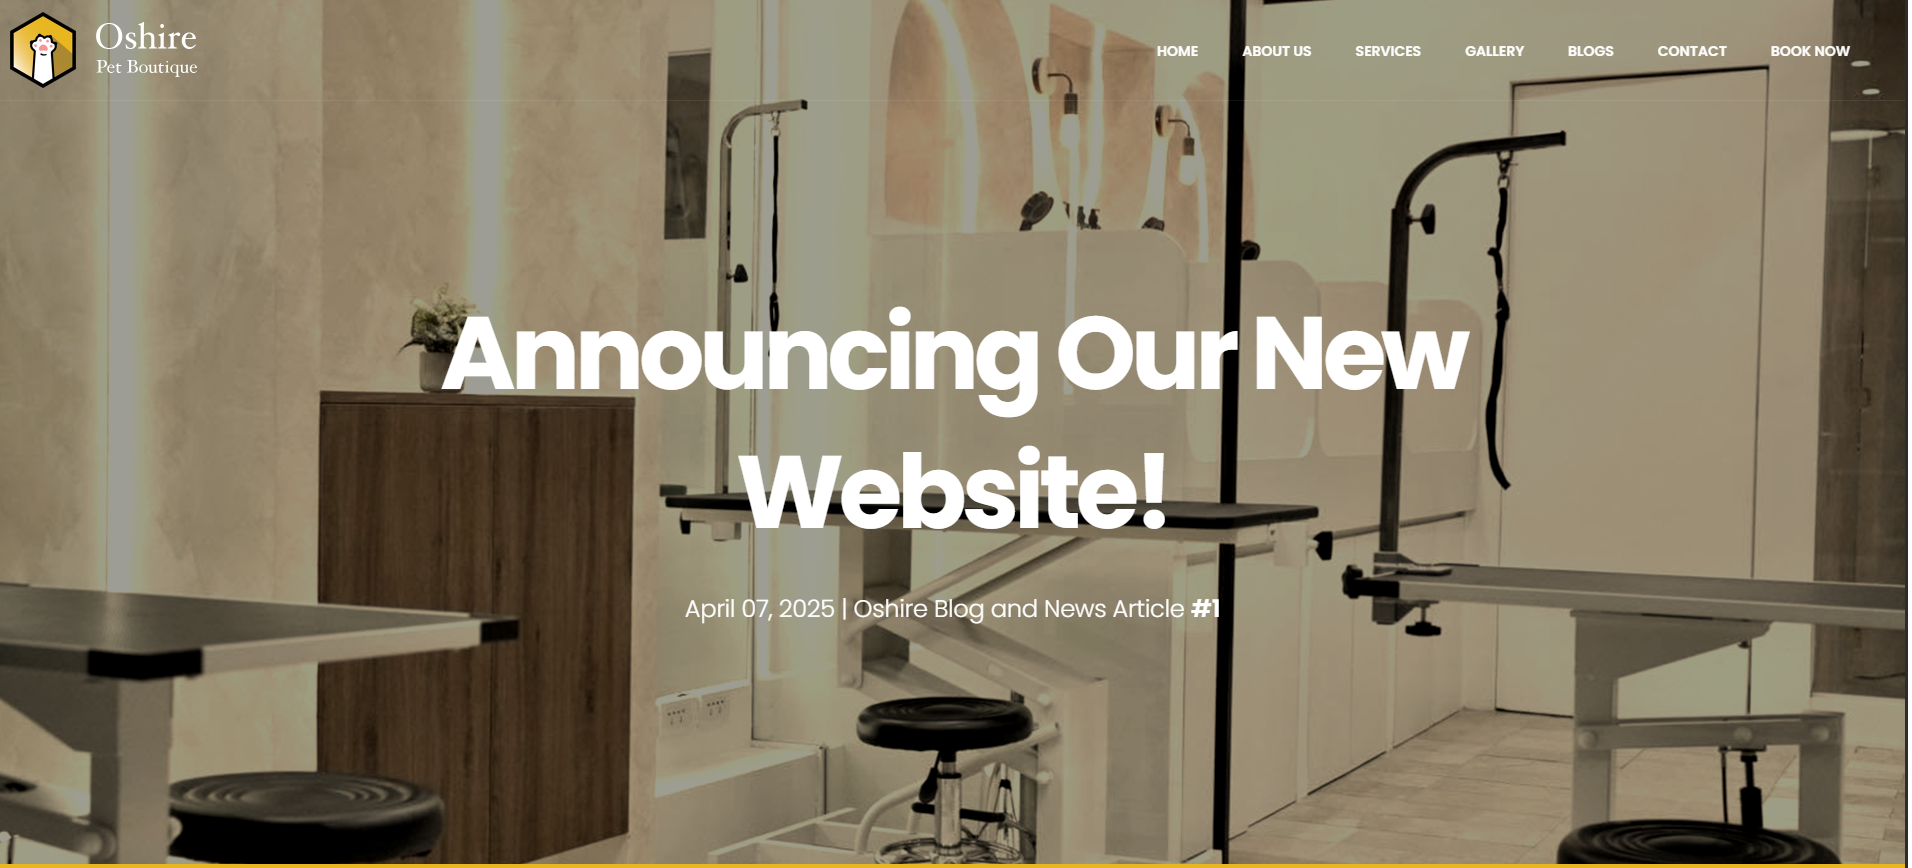 Oshire
Pet Boutique
HOME ABOUT US SERVICES GALLERY BLOGS CONTACT BOOK NOW
Announcing Our New
Website!
April 07, 2025 | Oshire Blog and News Article #1